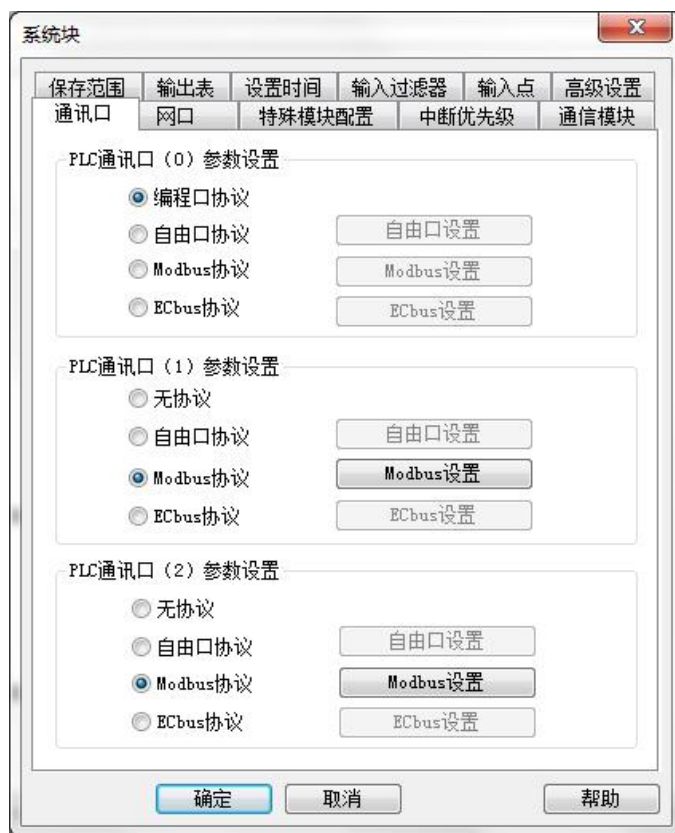 系统块
保存范围 输出表 设置时间 输入过滤器 输入点 高级设置
通讯口 网口 特殊模块配置 中断优先级 通信模块
PLC通讯口（0）参数设置
编程口协议
自由口协议 自由口设置
Modbus协议 Modbus设置
ECbus协议 ECbus设置
PLC通讯口（1）参数设置
无协议
自由口协议 自由口设置
Modbus协议 Modbus设置
ECbus协议 ECbus设置
PLC通讯口（2）参数设置
无协议
自由口协议 自由口设置
Modbus协议 Modbus设置
ECbus协议 ECbus设置
确定 取消 帮助